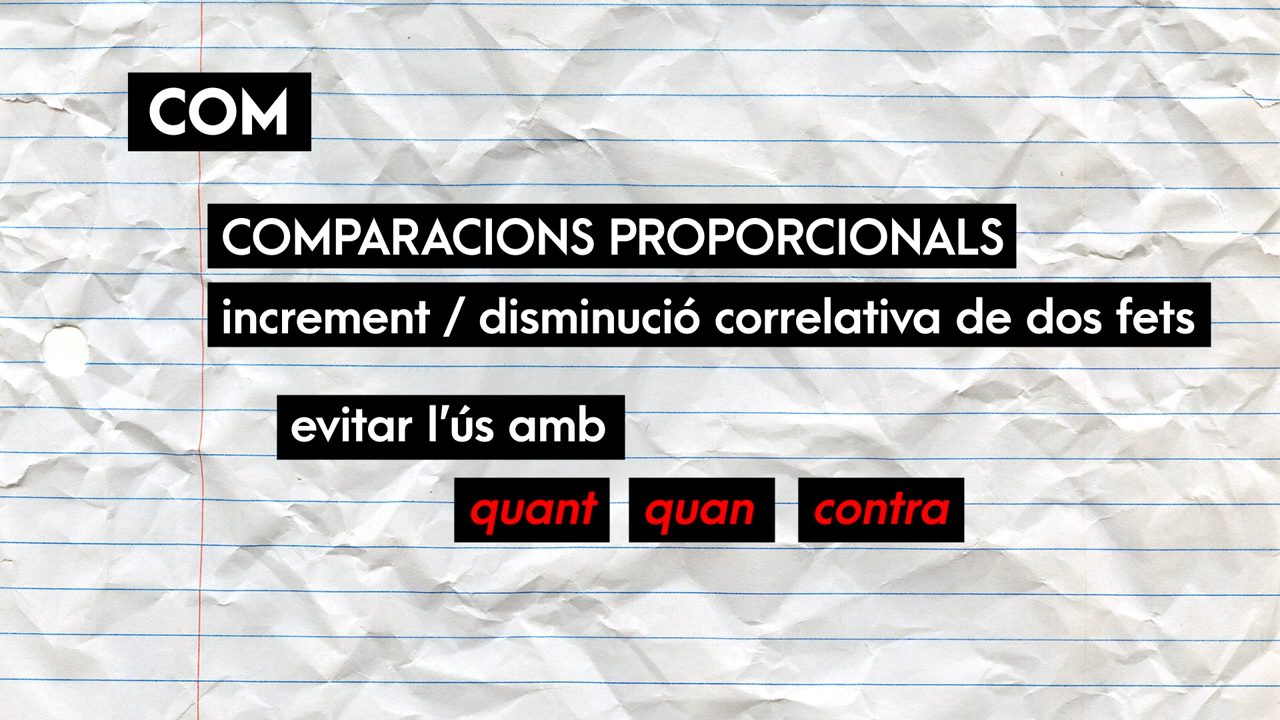 COM
COMPARACIONS PROPORCIONALS
increment / disminució correlativa de dos fets
evitar l'ús amb
quant quan contra